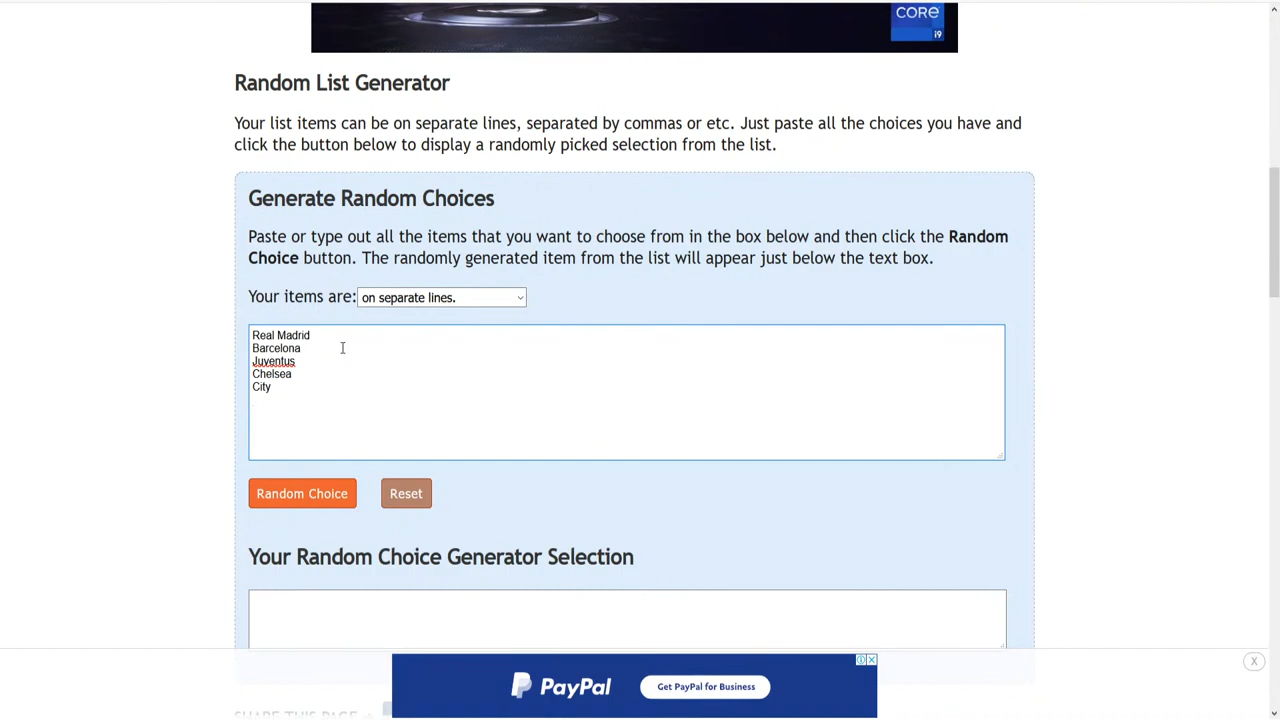 CORE
i9
Random List Generator
Your list items can be on separate lines, separated by commas or etc. Just paste all the choices you have and
click the button below to display a randomly picked selection from the list.
Generate Random Choices
Paste or type out all the items that you want to choose from in the box below and then click the Random
Choice button. The randomly generated item from the list will appear just below the text box.
Your items are: on separate lines.
Real Madrid
Barcelona
Juventus
Chelsea
City
Random Choice Reset
Your Random Choice Generator Selection
X
PayPal Get PayPal for Business
SHARE THIS PAGE